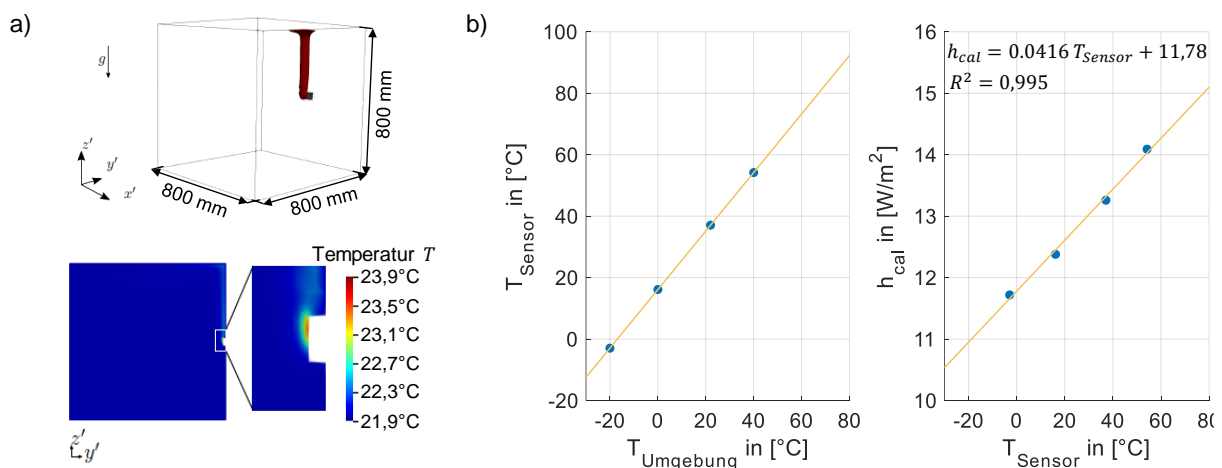 a)
g
800 mm
z′
y′
x′
800 mm
800 mm
Temperatur T
23,9°C
23,5°C
23,1°C
22,7°C
22,3°C
21,9°C
z′
y′
b)
T_Sensor in [°C]
100
80
60
40
20
0
-20
-20 0 20 40 60 80
T_Umgebung in [°C]
h_cal = 0.0416 T_Sensor + 11,78
R² = 0,995
h_cal in [W/m²]
16
15
14
13
12
11
10
-20 0 20 40 60 80
T_Sensor in [°C]